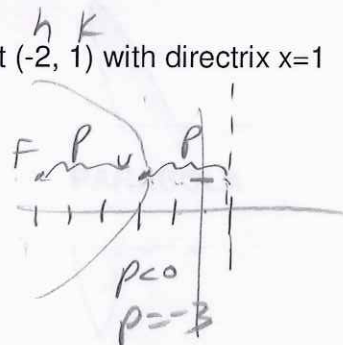 h k
t (-2, 1) with directrix x=1
P P
F V
p<0
p=-3